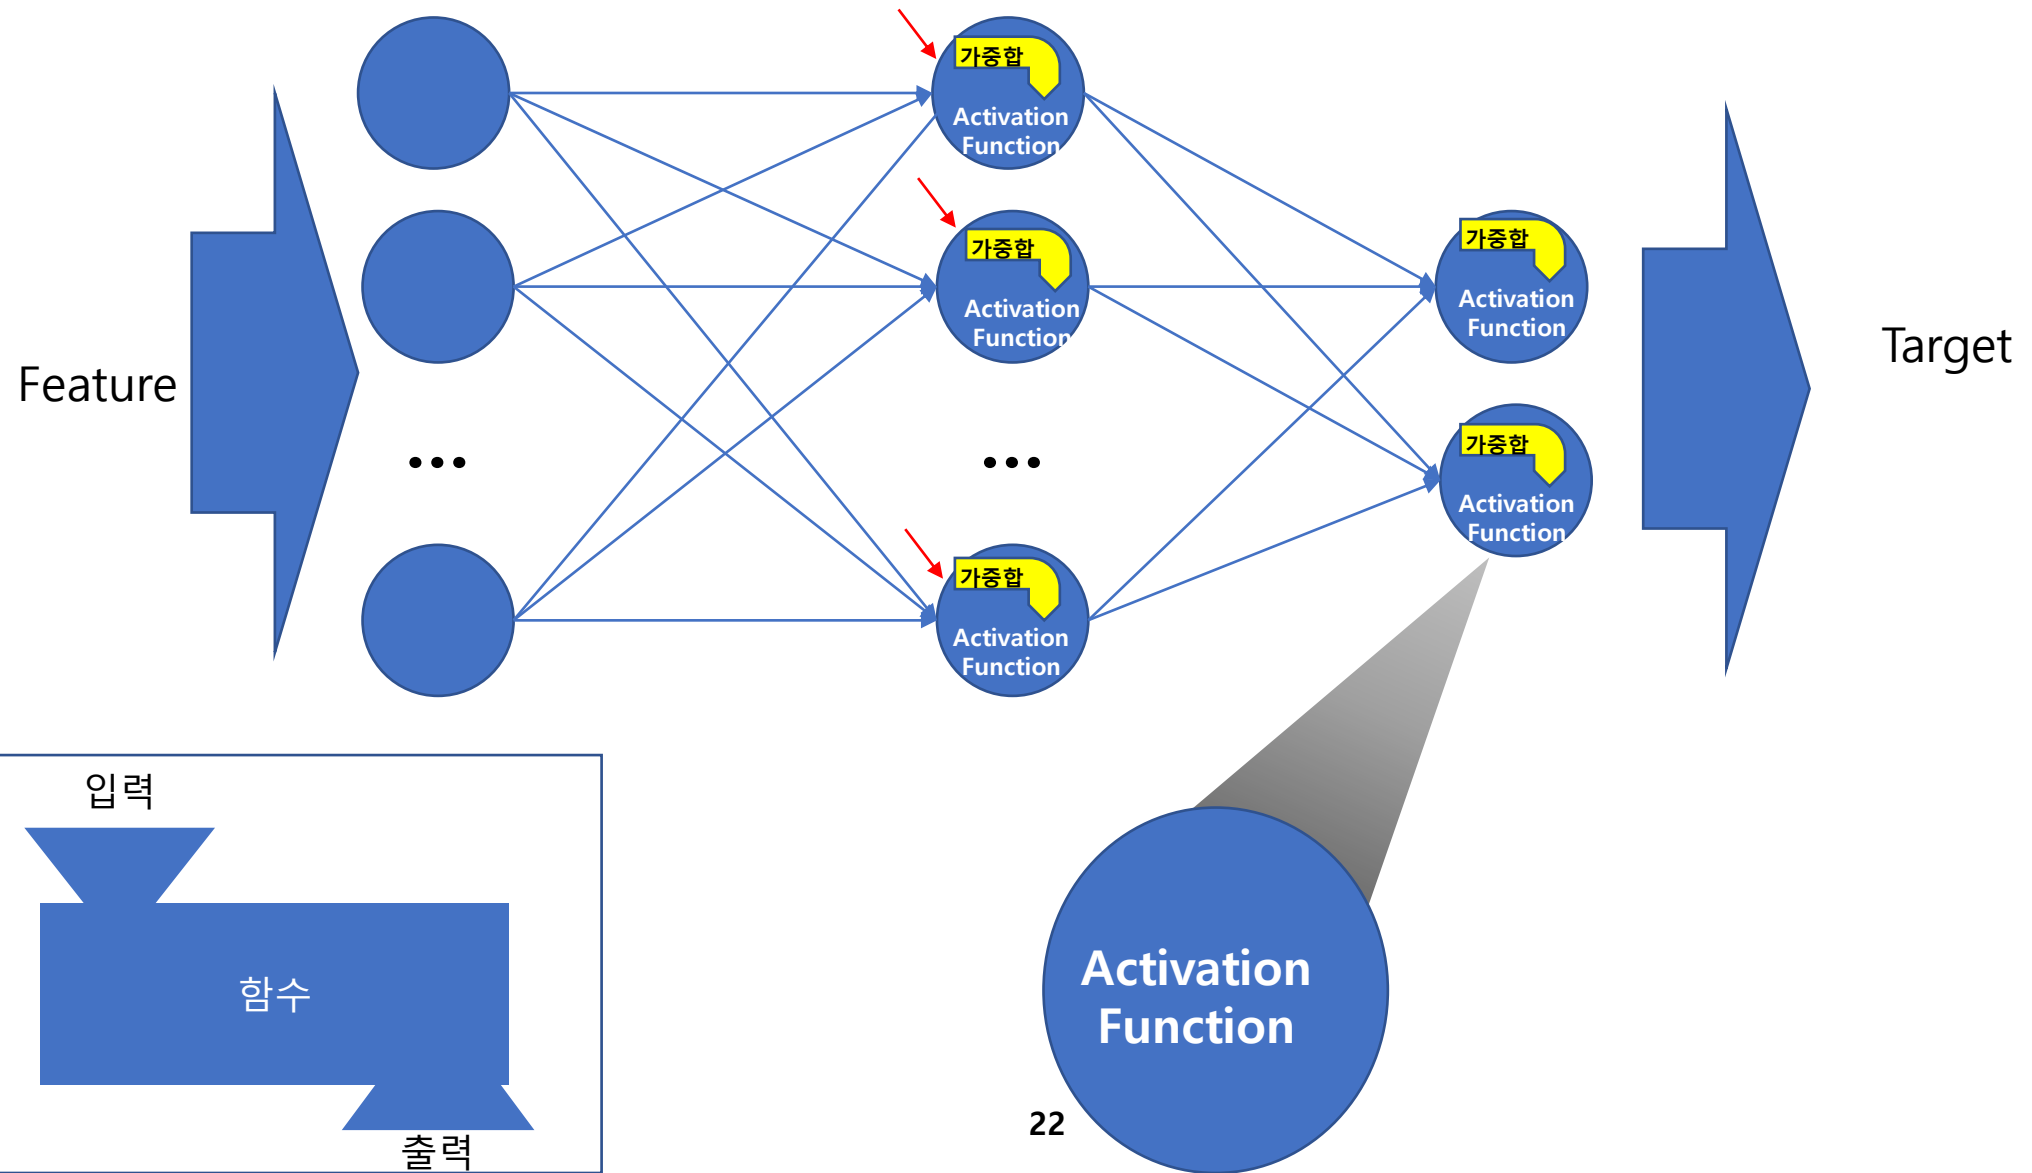 가중합
Activation
Function
가중합
Activation
Function
가중합
Activation
Function
Feature
Target
...
...
가중합
Activation
Function
가중합
Activation
Function
입력
함수
출력
Activation
Function
22